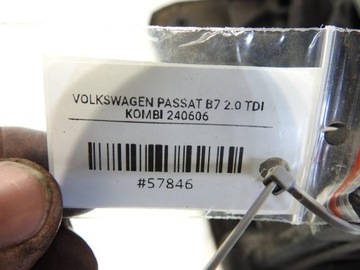 VOLKSWAGEN PASSAT B7 2.0 TDI
KOMBI 240606
#57846